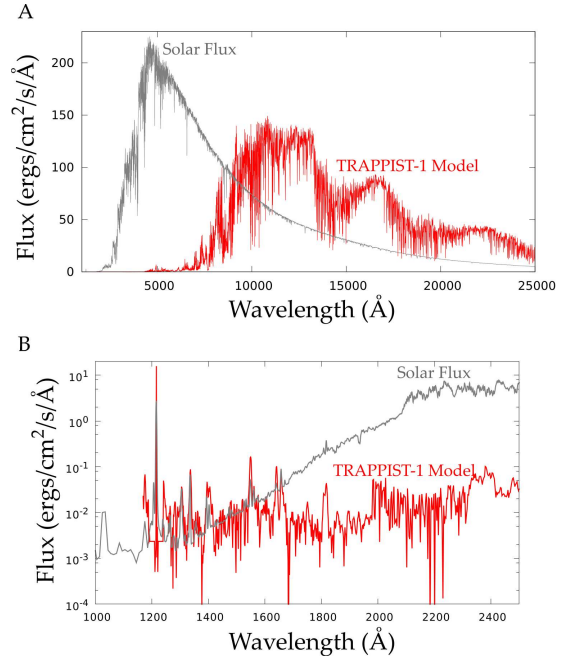 A
Solar Flux
TRAPPIST-1 Model
Flux (ergs/cm²/s/Å)
200
150
100
50
0
5000 10000 15000 20000 25000
Wavelength (Å)
B
Solar Flux
TRAPPIST-1 Model
Flux (ergs/cm²/s/Å)
10¹
10⁰
10⁻¹
10⁻²
10⁻³
10⁻⁴
1000 1200 1400 1600 1800 2000 2200 2400
Wavelength (Å)